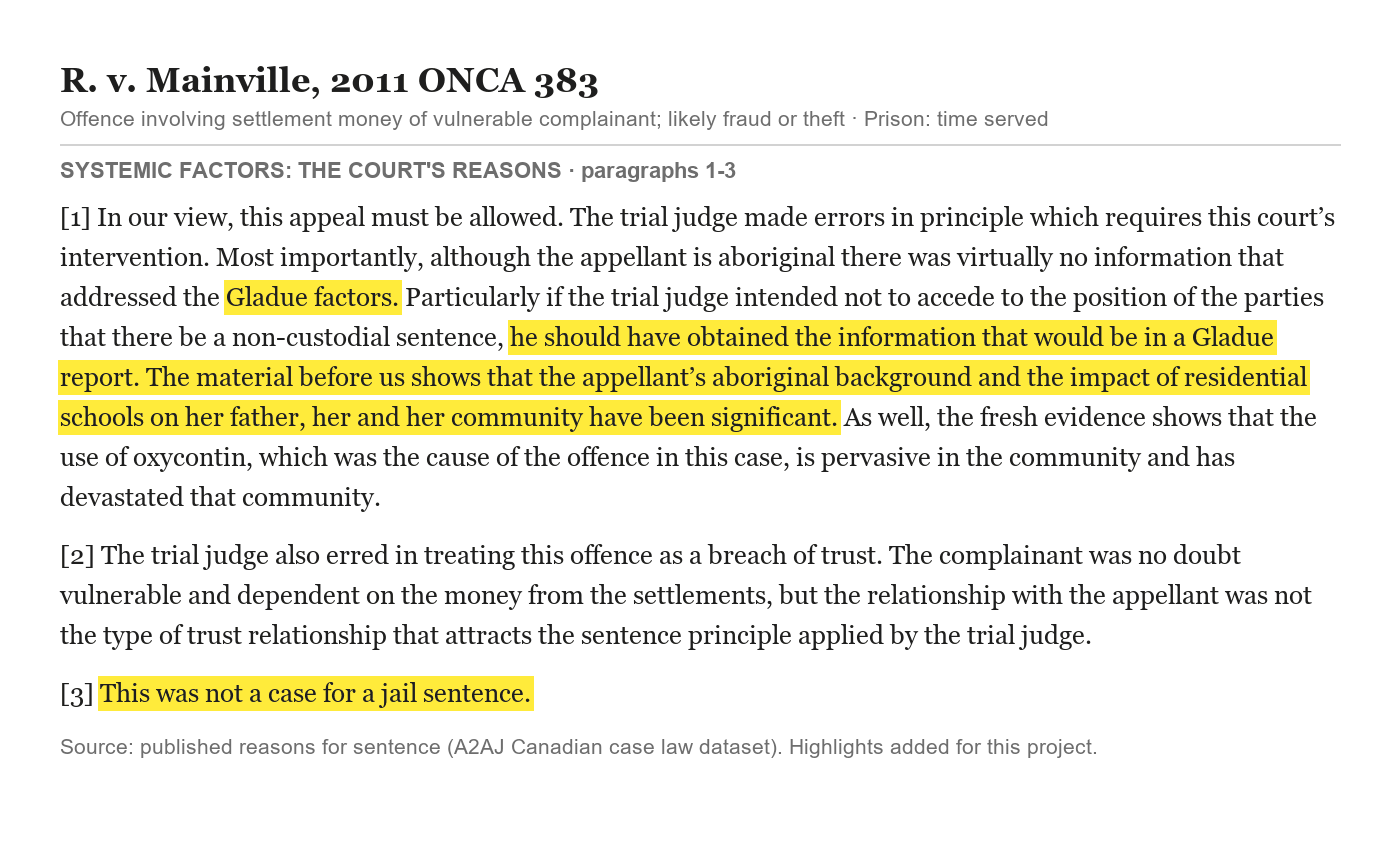 R. v. Mainville, 2011 ONCA 383
Offence involving settlement money of vulnerable complainant; likely fraud or theft · Prison: time served
SYSTEMIC FACTORS: THE COURT'S REASONS · paragraphs 1-3
[1] In our view, this appeal must be allowed. The trial judge made errors in principle which requires this court’s
intervention. Most importantly, although the appellant is aboriginal there was virtually no information that
addressed the Gladue factors. Particularly if the trial judge intended not to accede to the position of the parties
that there be a non-custodial sentence, he should have obtained the information that would be in a Gladue
report. The material before us shows that the appellant’s aboriginal background and the impact of residential
schools on her father, her and her community have been significant. As well, the fresh evidence shows that the
use of oxycontin, which was the cause of the offence in this case, is pervasive in the community and has
devastated that community.
[2] The trial judge also erred in treating this offence as a breach of trust. The complainant was no doubt
vulnerable and dependent on the money from the settlements, but the relationship with the appellant was not
the type of trust relationship that attracts the sentence principle applied by the trial judge.
[3] This was not a case for a jail sentence.
Source: published reasons for sentence (A2AJ Canadian case law dataset). Highlights added for this project.